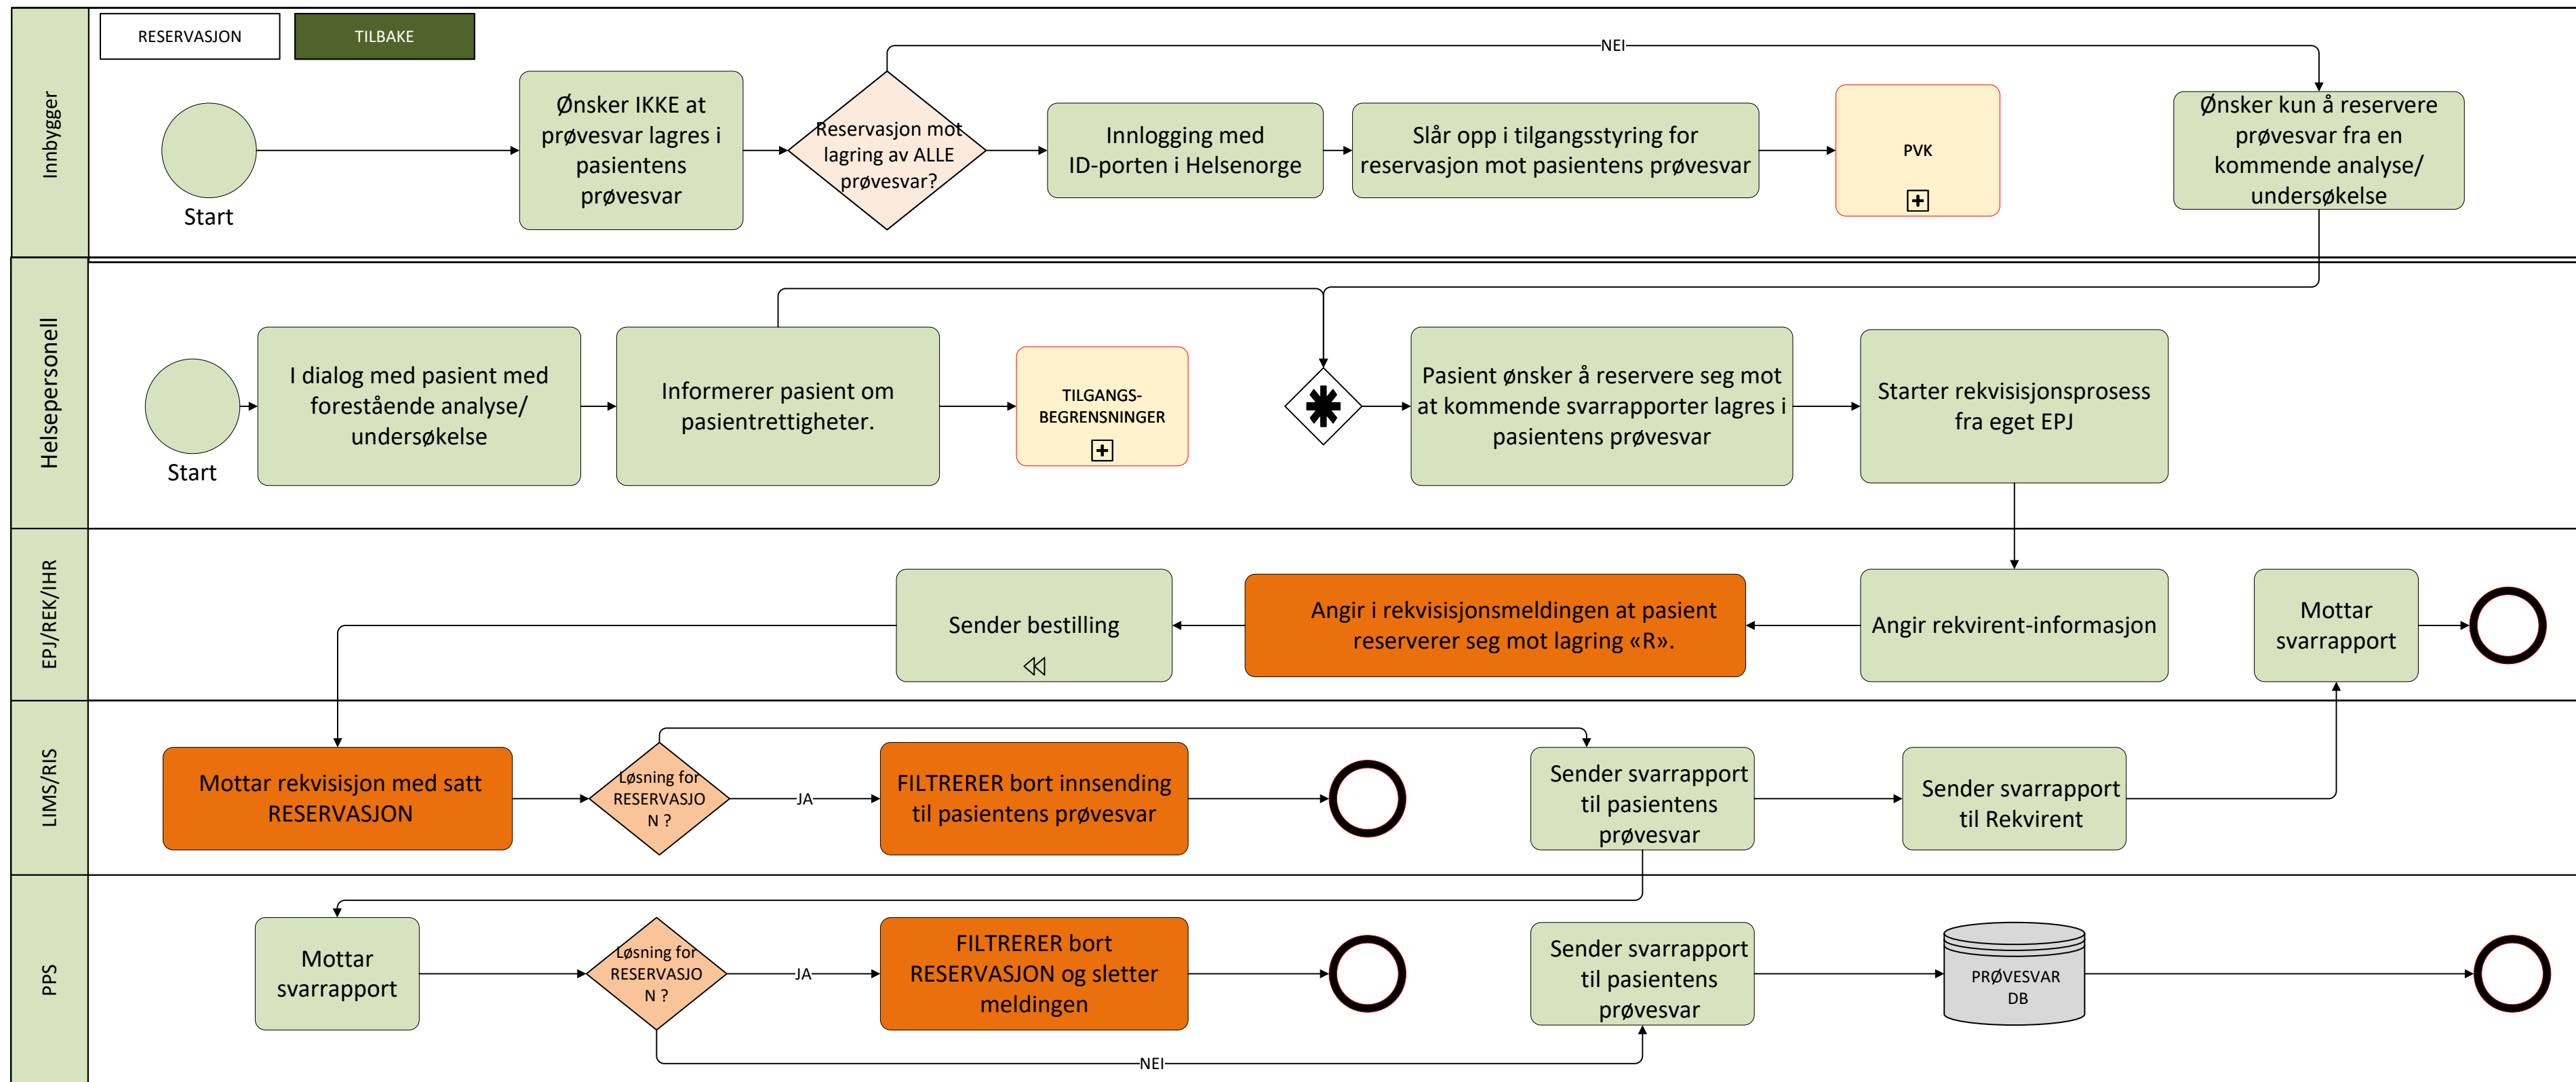 RESERVASJON
TILBAKE
Innbygger
Start
Ønsker IKKE at
prøvesvar lagres i
pasientens
prøvesvar
Reservasjon mot
lagring av ALLE
prøvesvar?
NEI
Innlogging med
ID-porten i Helsenorge
Slår opp i tilgangsstyring for
reservasjon mot pasientens prøvesvar
PVK
Ønsker kun å reservere
prøvesvar fra en
kommende analyse/
undersøkelse
Helsepersonell
Start
I dialog med pasient med
forestående analyse/
undersøkelse
Informerer pasient om
pasientrettigheter.
TILGANGS-
BEGRENSNINGER
Pasient ønsker å reservere seg mot
at kommende svarrapporter lagres i
pasientens prøvesvar
Starter rekvisisjonsprosess
fra eget EPJ
EPJ/REK/IHR
Sender bestilling
Angir i rekvisisjonsmeldingen at pasient
reserverer seg mot lagring «R».
Angir rekvirent-informasjon
Mottar
svarrapport
LIMS/RIS
Mottar rekvisisjon med satt
RESERVASJON
Løsning for
RESERVASJO
N ?
JA
FILTRERER bort innsending
til pasientens prøvesvar
Sender svarrapport
til pasientens
prøvesvar
Sender svarrapport
til Rekvirent
PPS
Mottar
svarrapport
Løsning for
RESERVASJO
N ?
JA
FILTRERER bort
RESERVASJON og sletter
meldingen
Sender svarrapport
til pasientens
prøvesvar
PRØVESVAR
DB
NEI